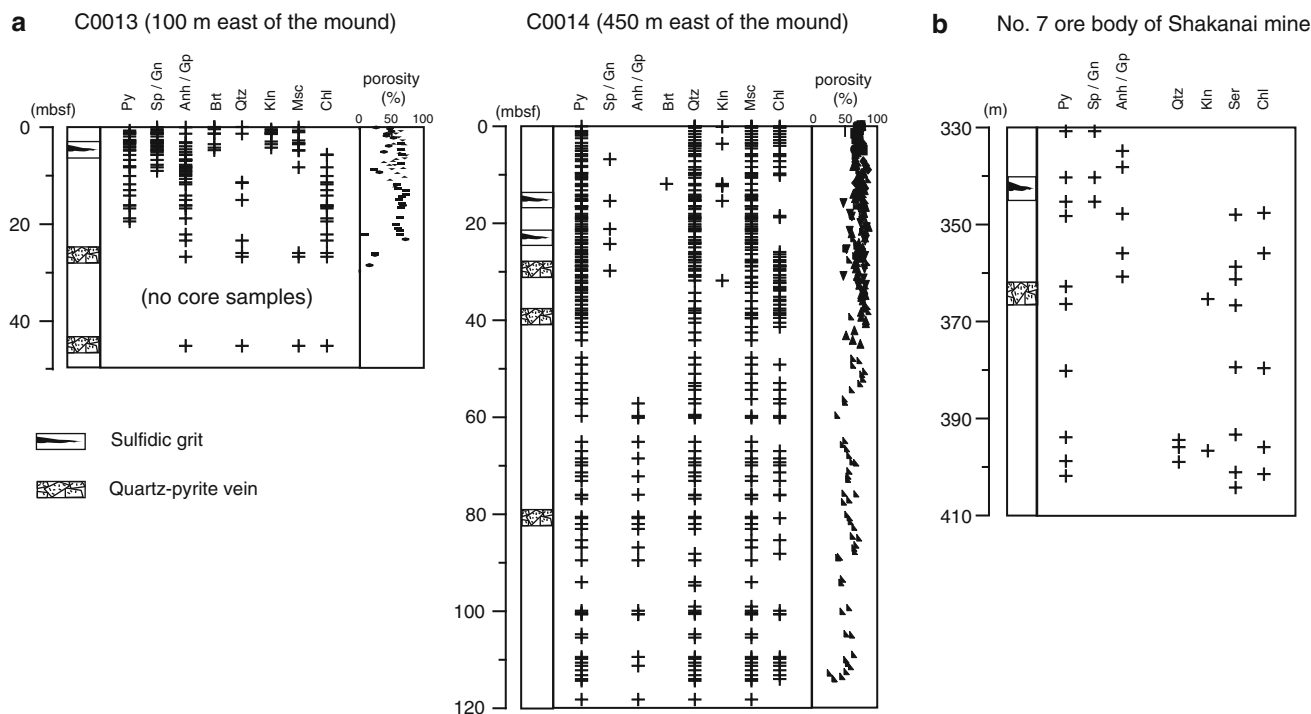 a C0013 (100 m east of the mound)
(mbsf)
Py
Sp / Gn
Anh / Gp
Brt
Qtz
Kln
Msc
Chl
porosity
(%)
0 50 100
0
20
40
(no core samples)
Sulfidic grit
Quartz-pyrite vein
C0014 (450 m east of the mound)
(mbsf)
Py
Sp / Gn
Anh / Gp
Brt
Qtz
Kln
Msc
Chl
porosity
(%)
0 50 100
0
20
40
60
80
100
120
b No. 7 ore body of Shakanai mine
(m)
Py
Sp / Gn
Anh / Gp
Qtz
Kln
Ser
Chl
330
350
370
390
410